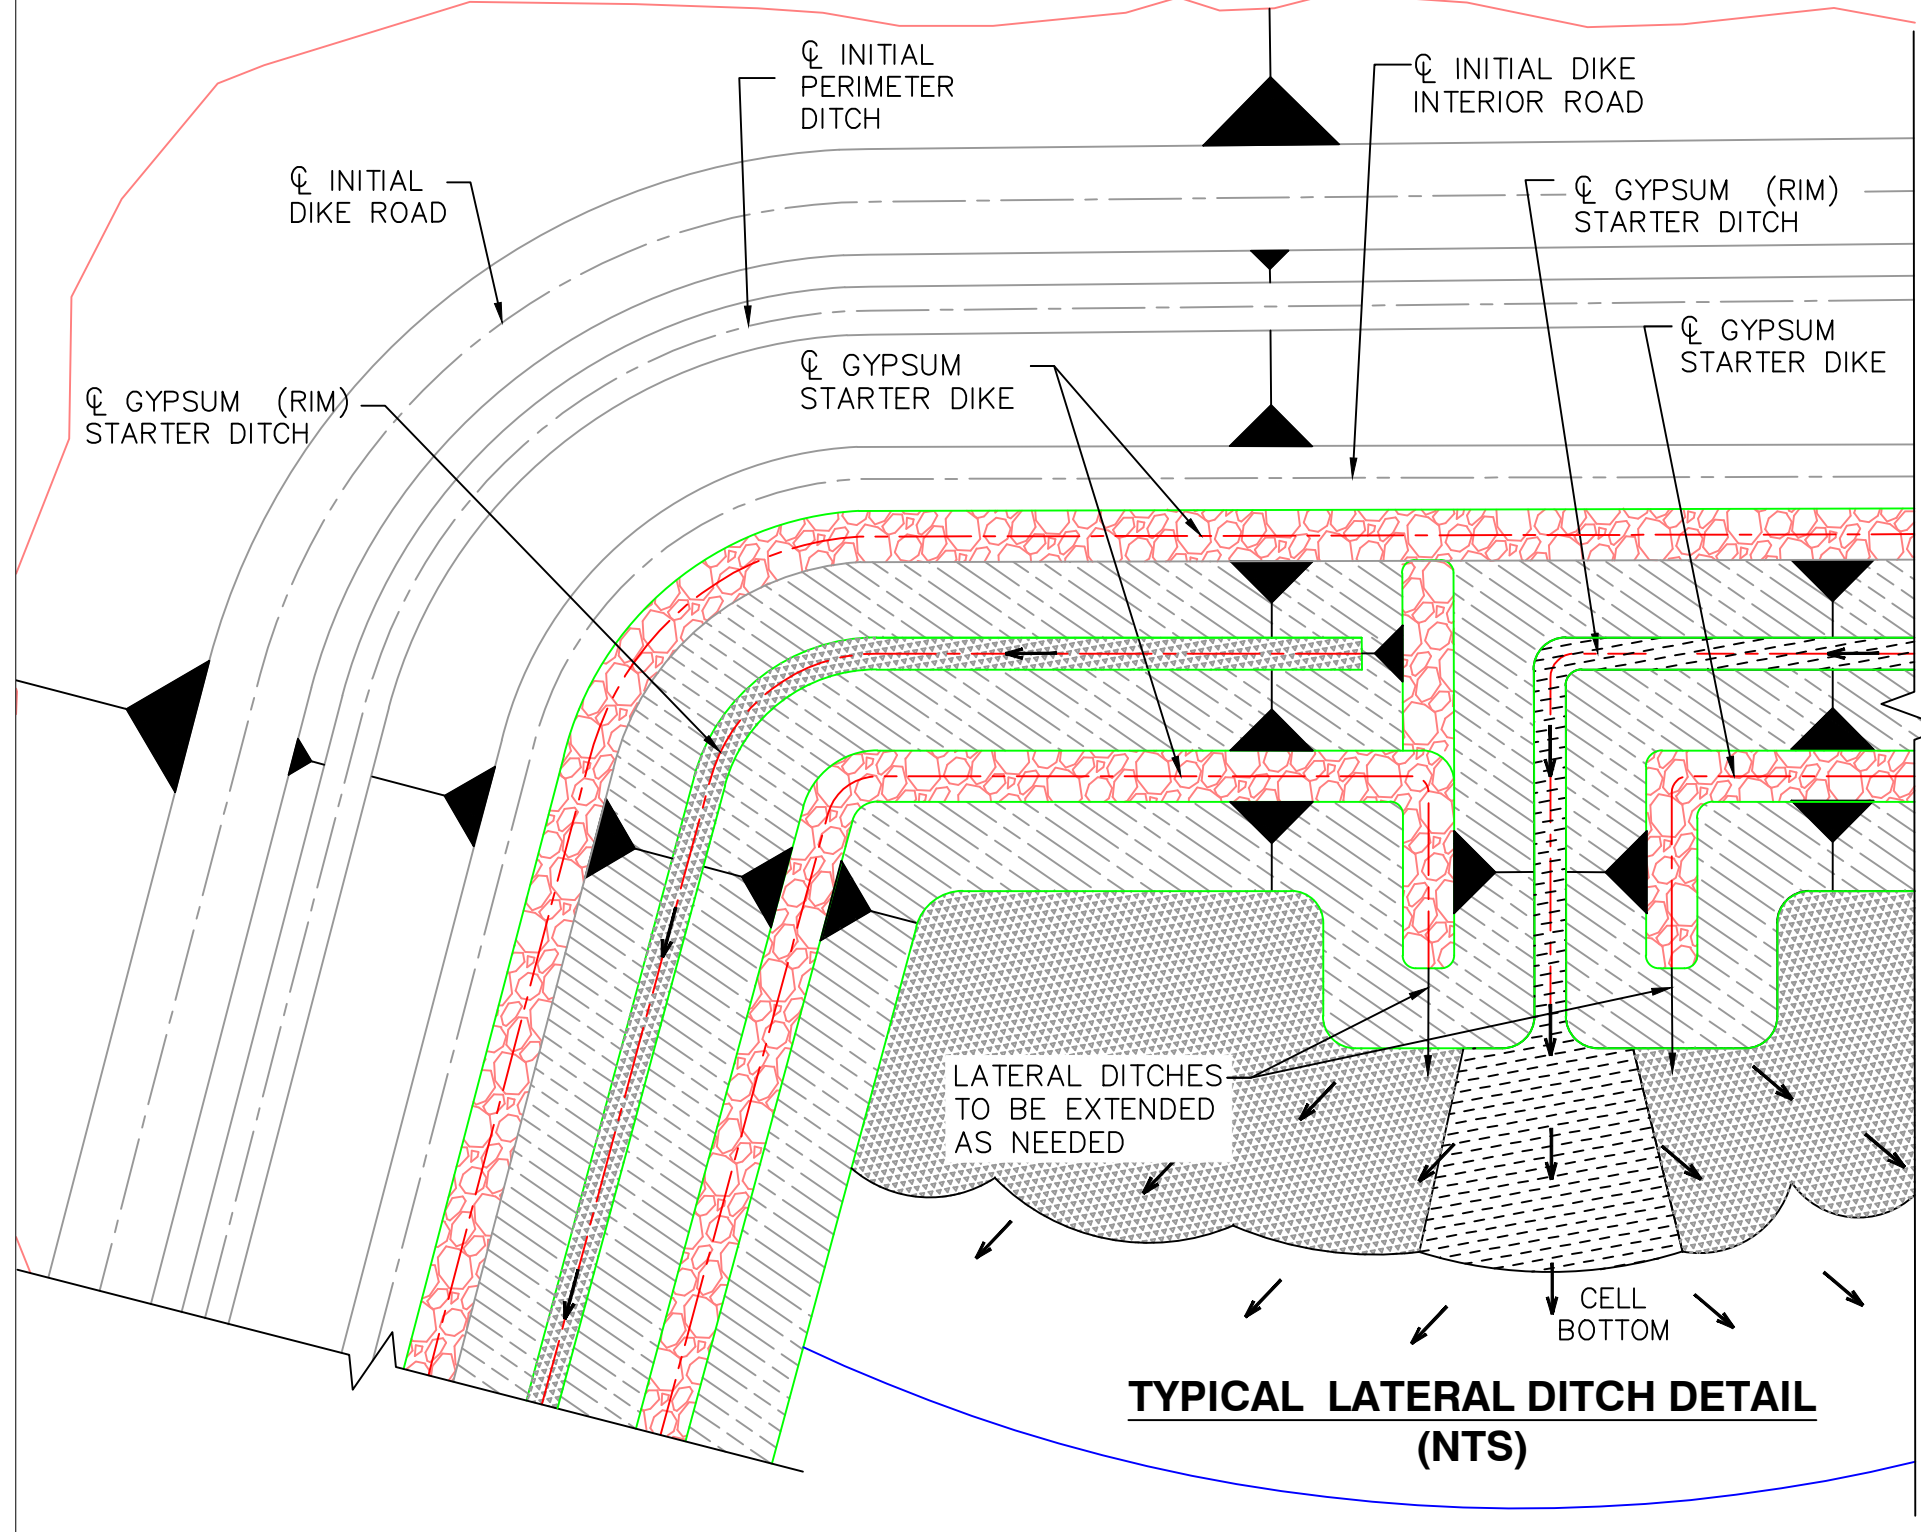 ℄ INITIAL
PERIMETER
DITCH
℄ INITIAL DIKE
INTERIOR ROAD
℄ INITIAL
DIKE ROAD
℄ GYPSUM (RIM)
STARTER DITCH
℄ GYPSUM
STARTER DIKE
℄ GYPSUM
STARTER DIKE
℄ GYPSUM (RIM)
STARTER DITCH
LATERAL DITCHES
TO BE EXTENDED
AS NEEDED
CELL
BOTTOM
TYPICAL LATERAL DITCH DETAIL
(NTS)